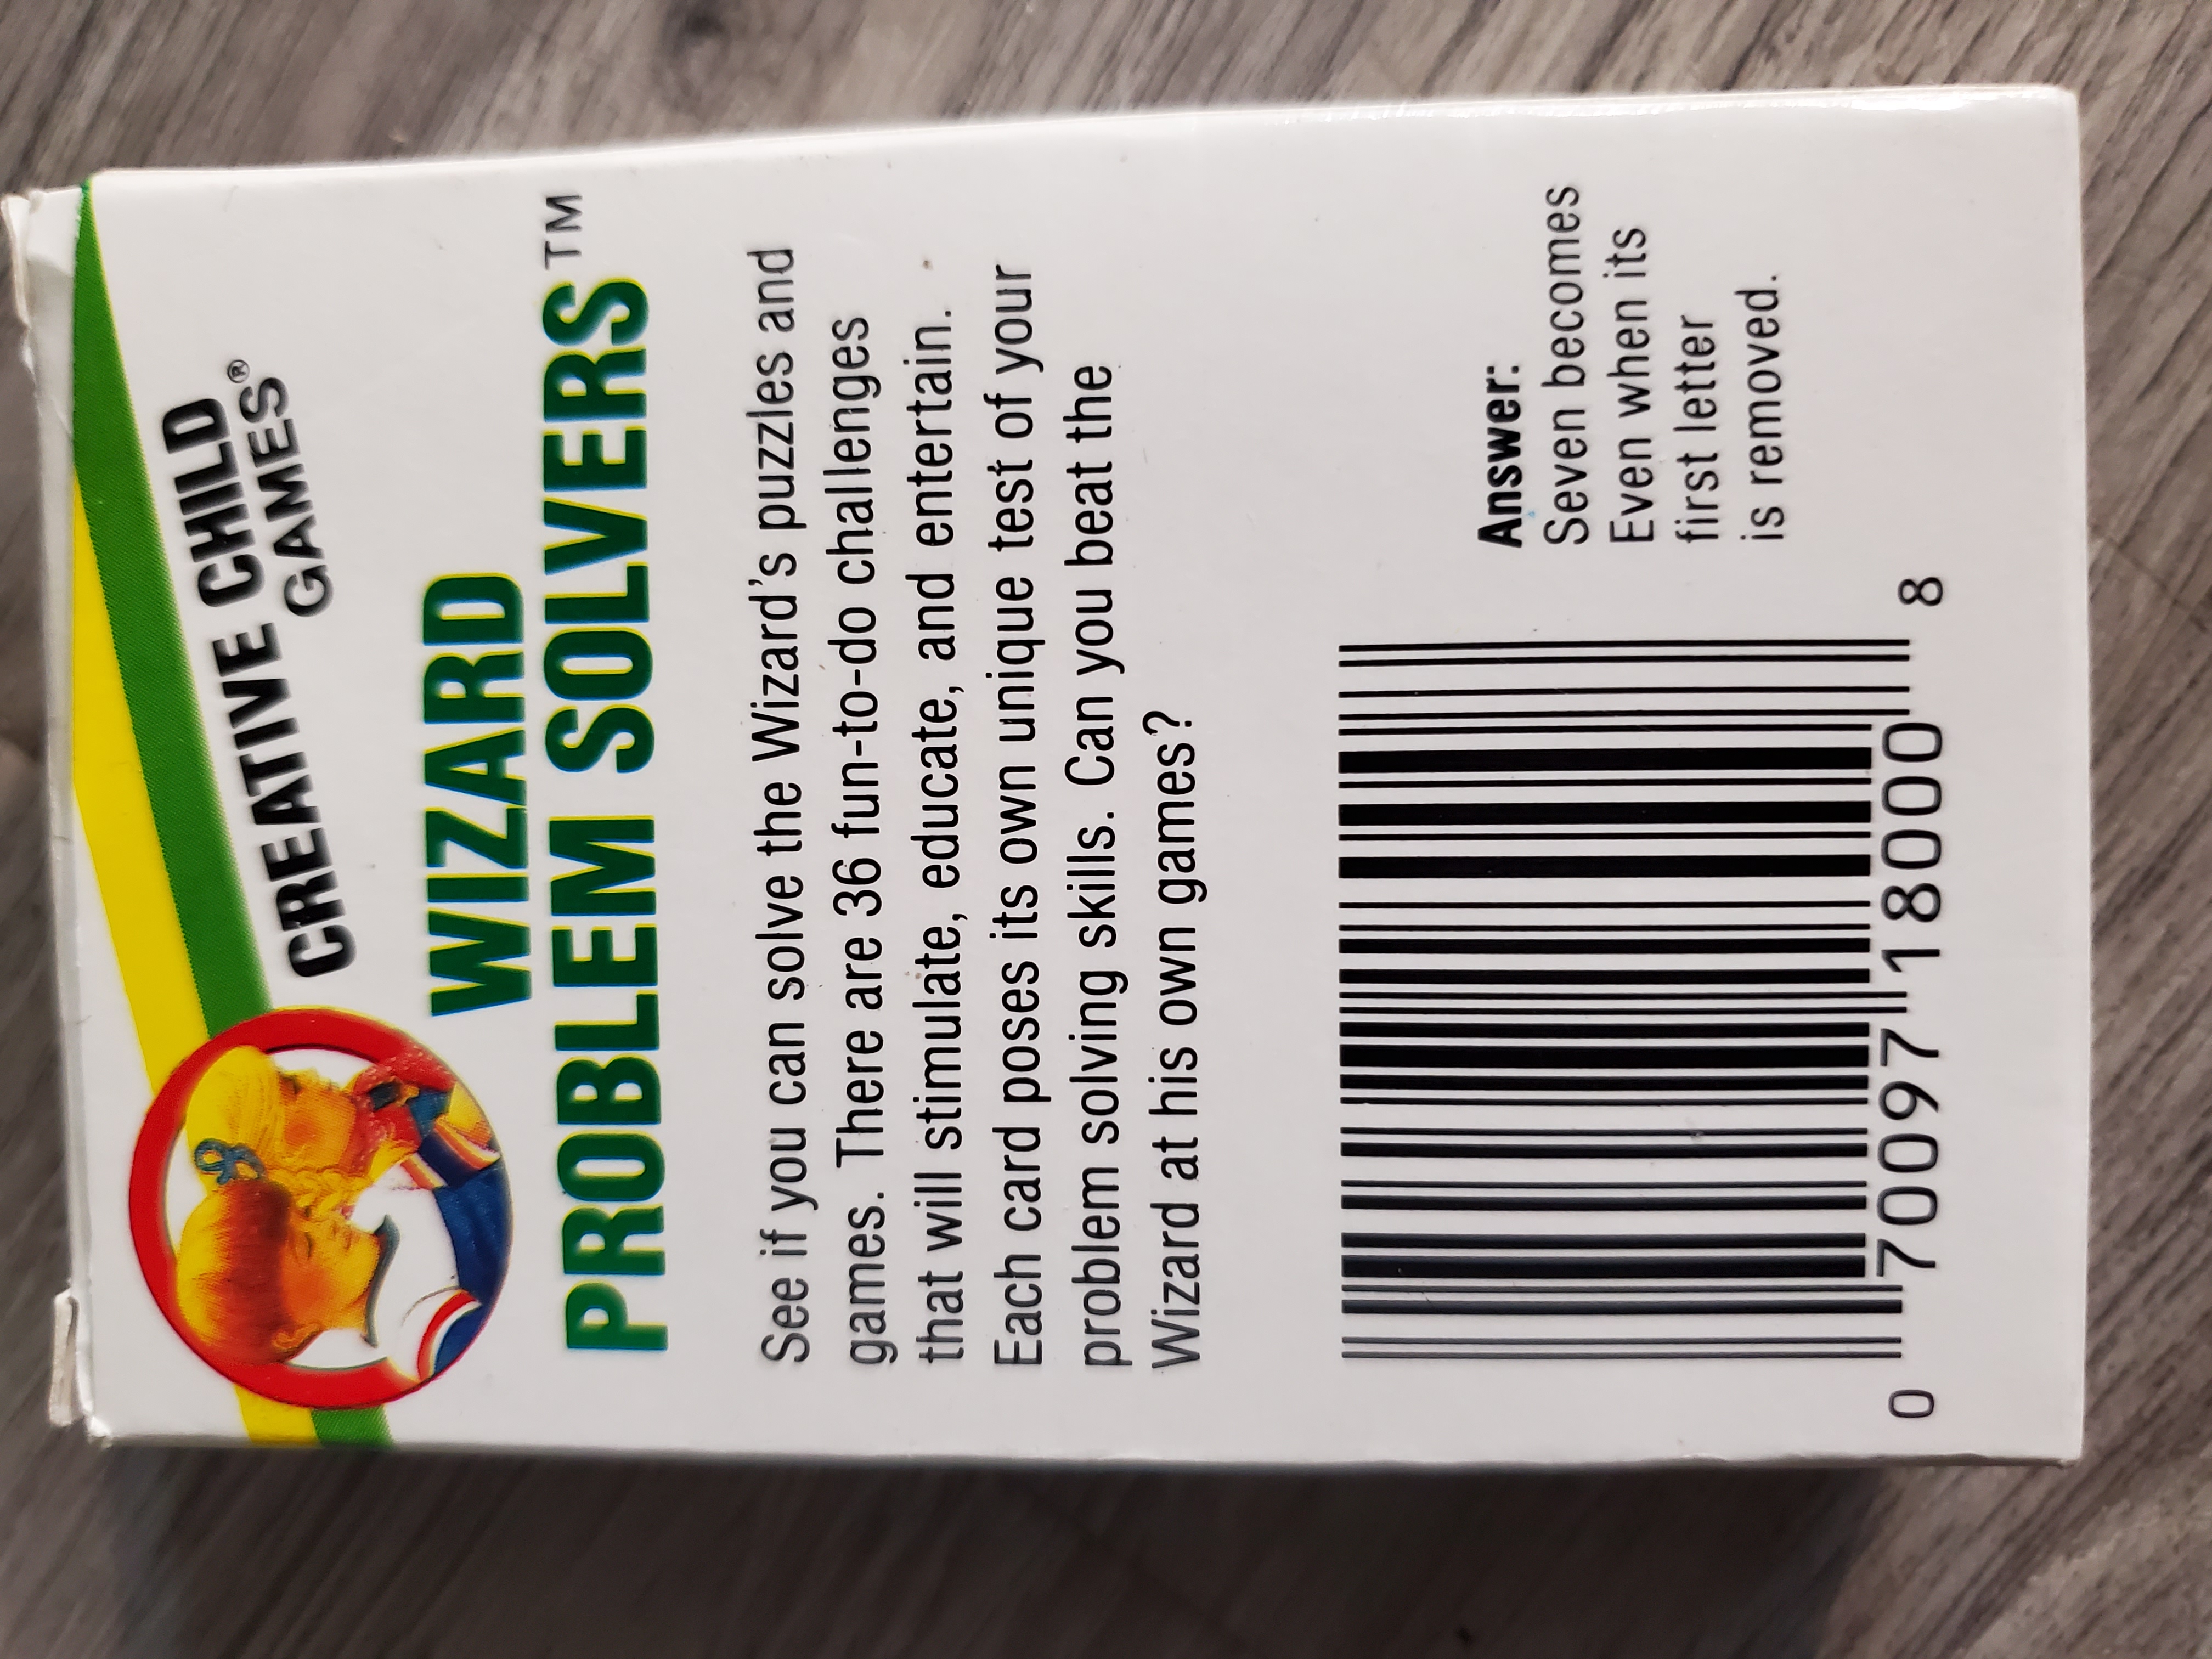 CREATIVE CHILD
GAMES®
WIZARD
PROBLEM SOLVERS™
See if you can solve the Wizard's puzzles and
games. There are 36 fun-to-do challenges
that will stimulate, educate, and entertain.
Each card poses its own unique test of your
problem solving skills. Can you beat the
Wizard at his own games?
Answer:
Seven becomes
Even when its
first letter
is removed.
0 70097 18000 8